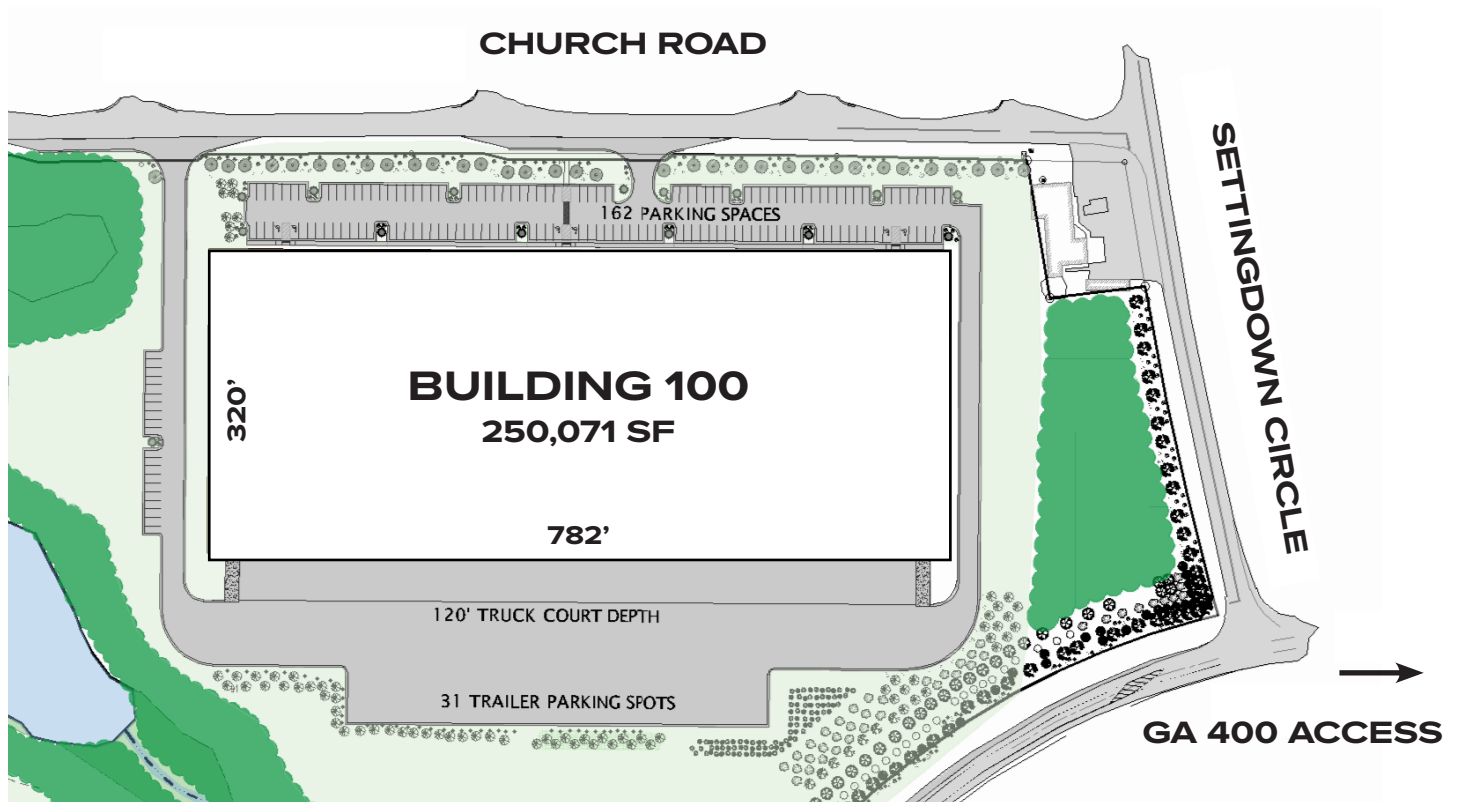 CHURCH ROAD
SETTINGDOWN CIRCLE
162 PARKING SPACES
320’
BUILDING 100
250,071 SF
782’
120' TRUCK COURT DEPTH
31 TRAILER PARKING SPOTS
GA 400 ACCESS